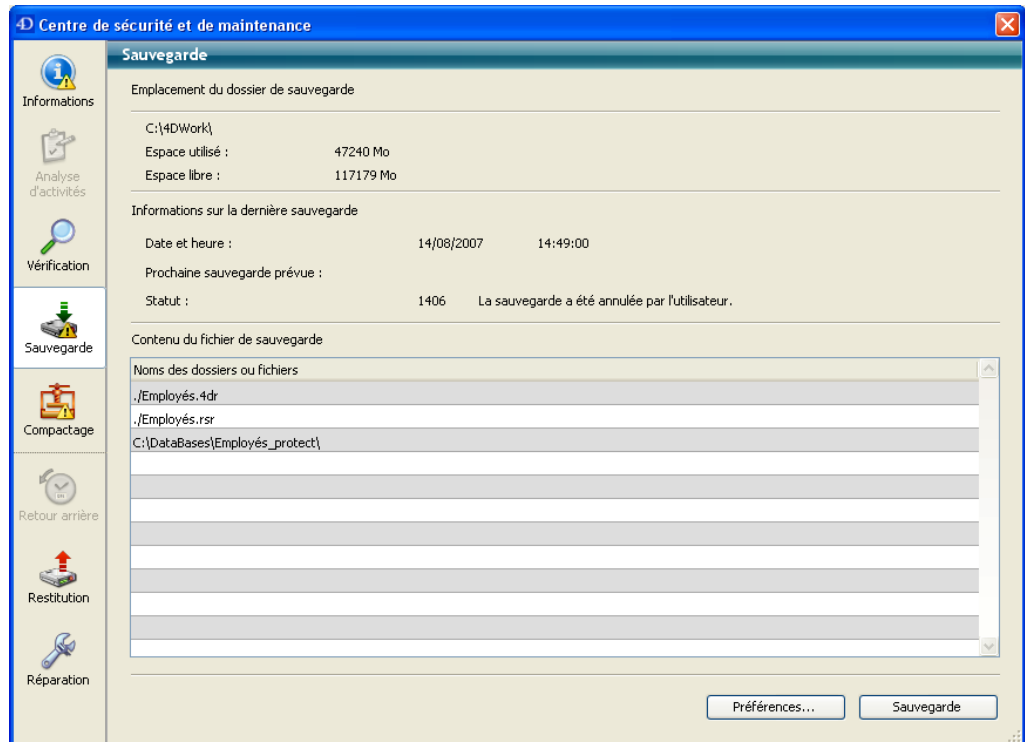 4D Centre de sécurité et de maintenance
Informations
Analyse
d'activités
Vérification
Sauvegarde
Compactage
Retour arrière
Restitution
Réparation
Sauvegarde
Emplacement du dossier de sauvegarde
C:\4DWork\
Espace utilisé : 47240 Mo
Espace libre : 117179 Mo
Informations sur la dernière sauvegarde
Date et heure : 14/08/2007 14:49:00
Prochaine sauvegarde prévue :
Statut : 1406 La sauvegarde a été annulée par l'utilisateur.
Contenu du fichier de sauvegarde
Noms des dossiers ou fichiers
./Employés.4dr
./Employés.rsr
C:\DataBases\Employés_protect\
Préférences... Sauvegarde